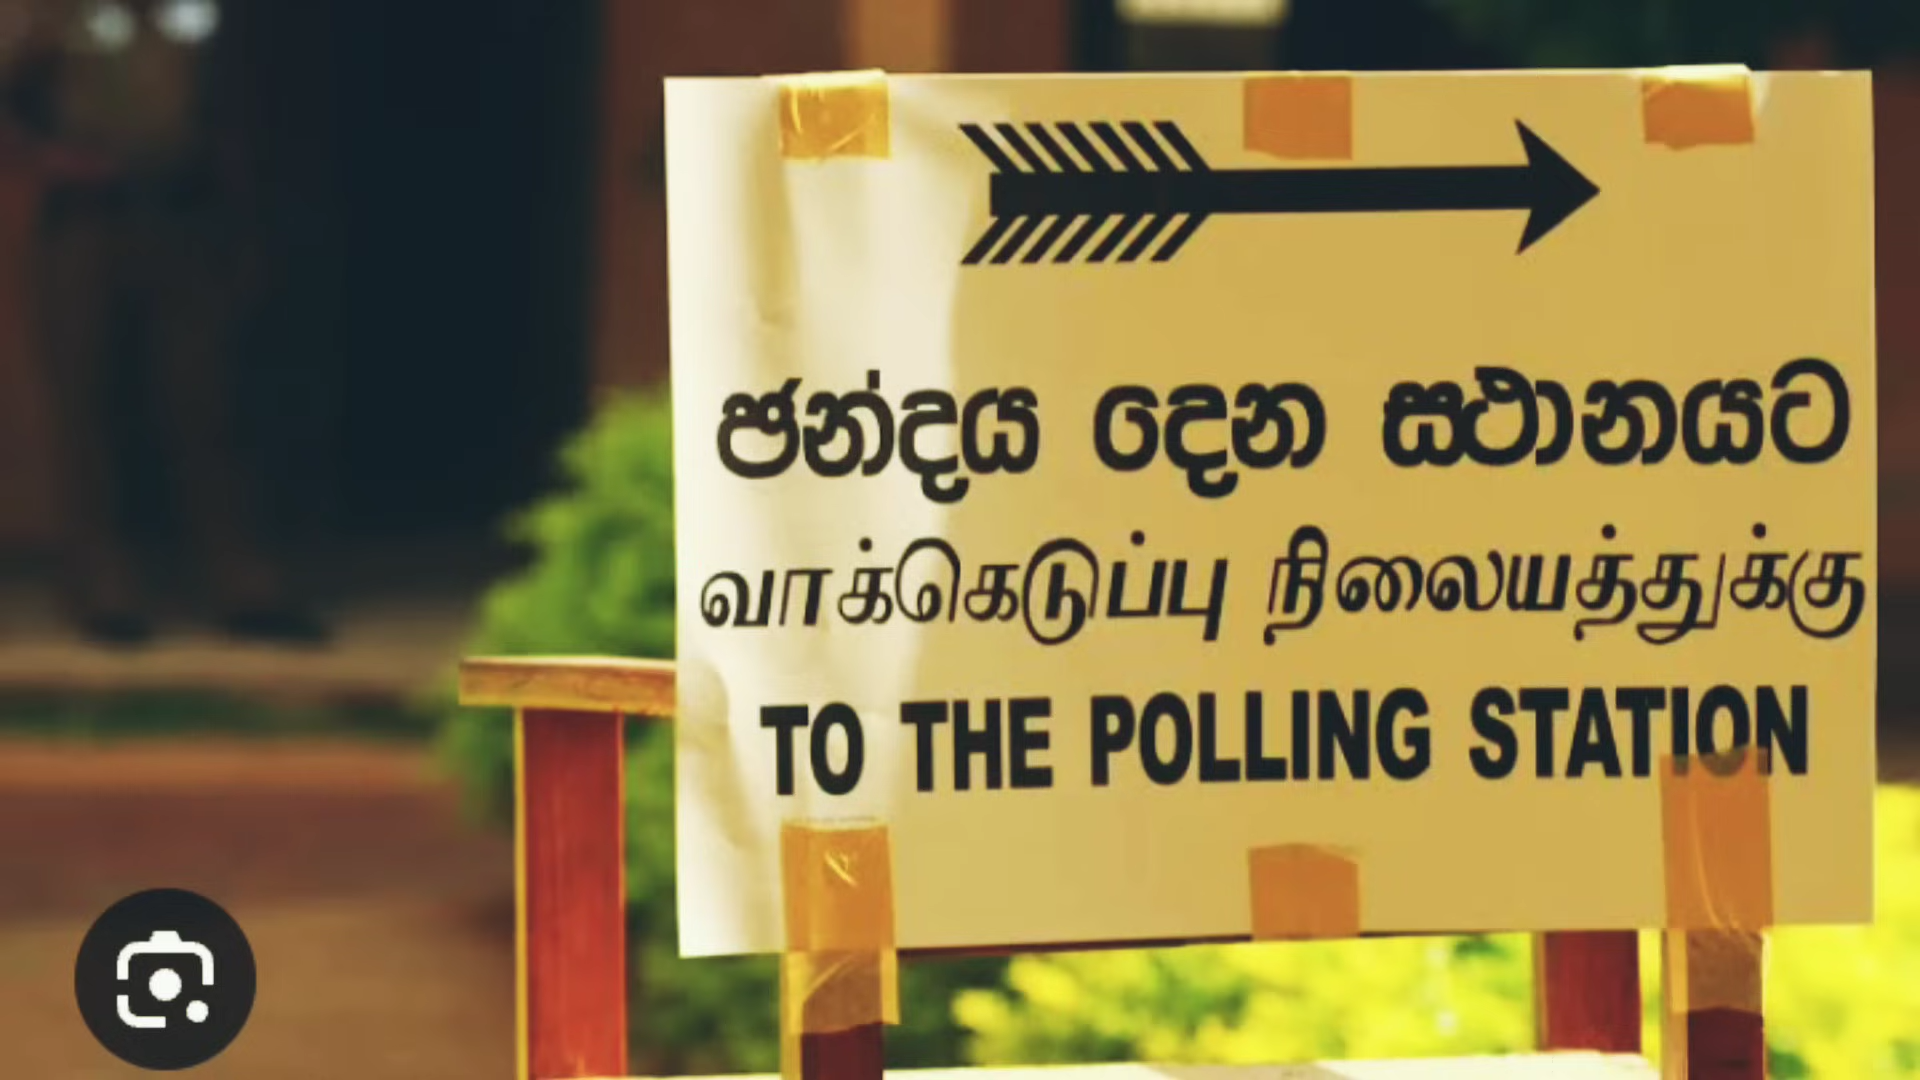 ඡන්දය දෙන ස්ථානයට
வாக்கெடுப்பு நிலையத்துக்கு
TO THE POLLING STATION